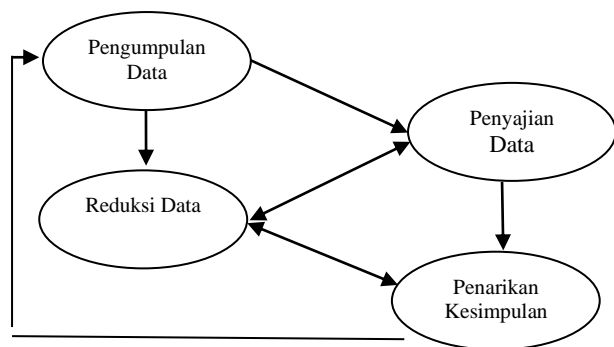 Pengumpulan
Data
Penyajian
Data
Reduksi Data
Penarikan
Kesimpulan